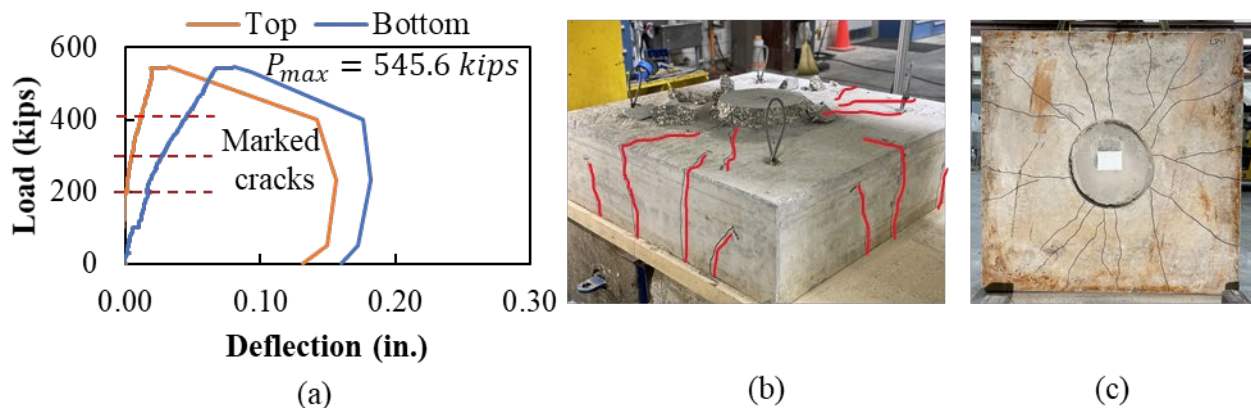 Top Bottom
600
400
200
0
Load (kips)
P_max = 545.6 kips
Marked
cracks
0.00 0.10 0.20 0.30
Deflection (in.)
(a) (b) (c)